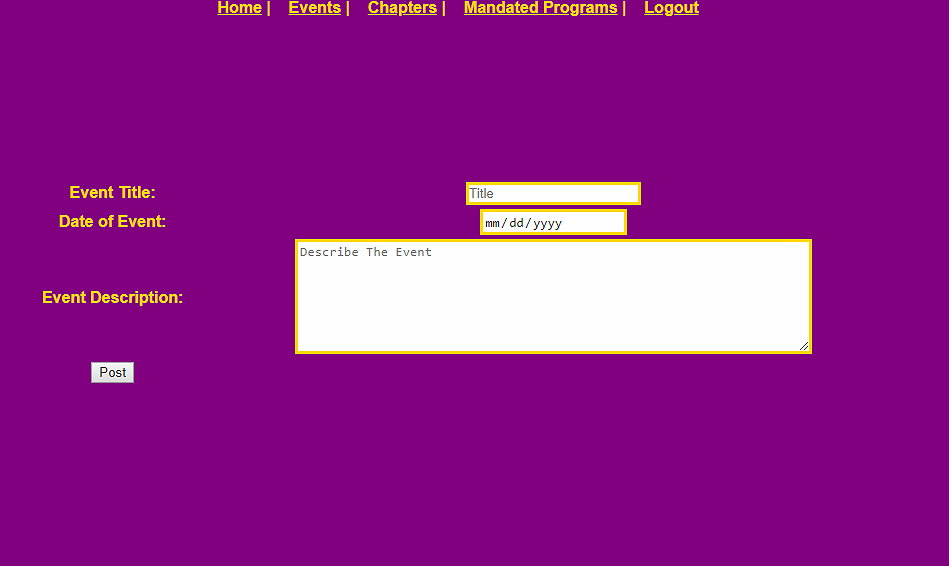 Home | Events | Chapters | Mandated Programs | Logout
Event Title: Title
Date of Event: mm/dd/yyyy
Describe The Event
Event Description:
Post